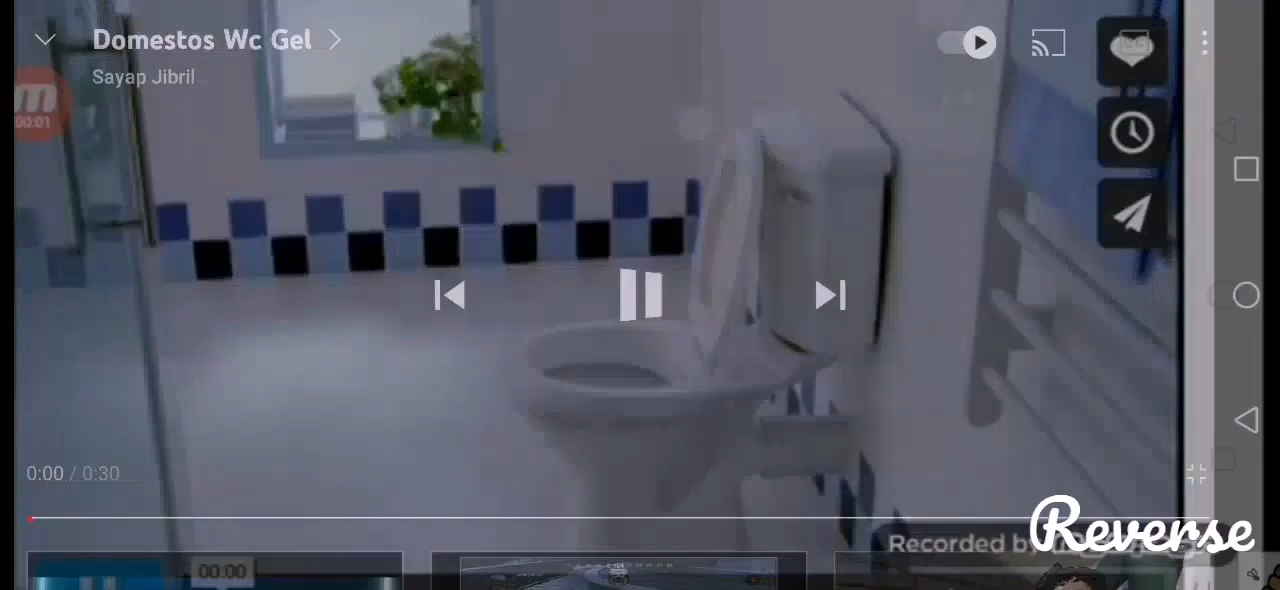 Domestos Wc Gel
Sayap Jibril
00:01
0:00 / 0:30
Recorded by
Reverse
00:00